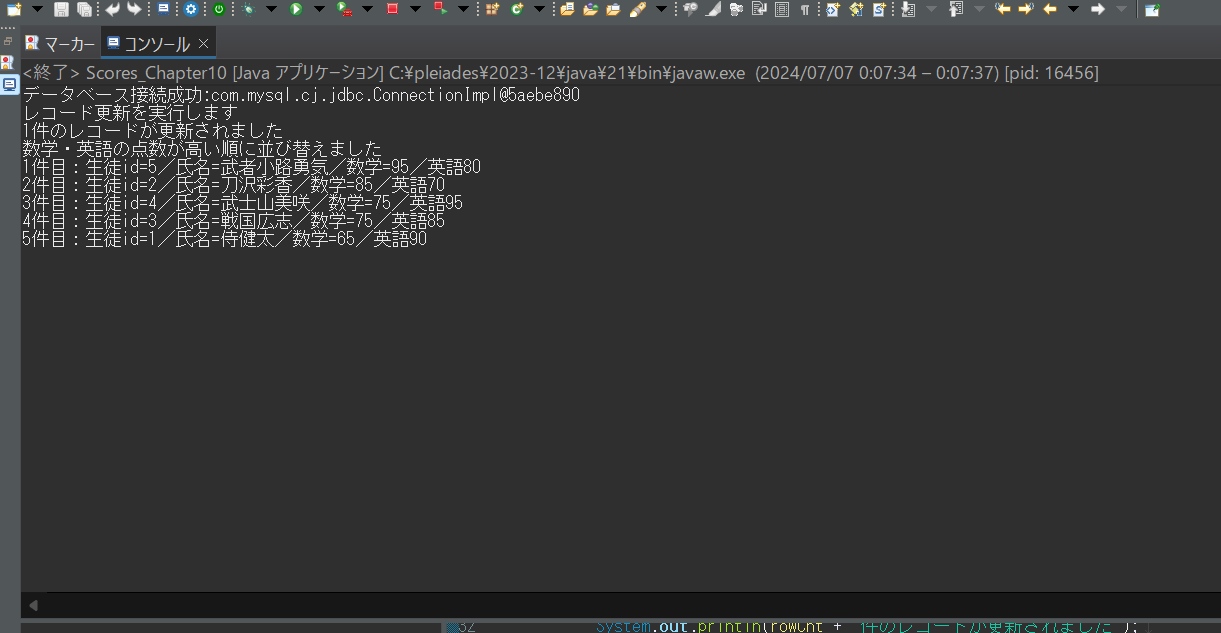 マーカー コンソール
<終了> Scores_Chapter10 [Java アプリケーション] C:¥pleiades¥2023-12¥java¥21¥bin¥javaw.exe (2024/07/07 0:07:34 – 0:07:37) [pid: 16456]
データベース接続成功:com.mysql.cj.jdbc.ConnectionImpl@5aebe890
レコード更新を実行します
1件のレコードが更新されました
数学・英語の点数が高い順に並び替えました
1件目：生徒id=5／氏名=武者小路勇気／数学=95／英語80
2件目：生徒id=2／氏名=刀沢彩香／数学=85／英語70
3件目：生徒id=4／氏名=武士山美咲／数学=75／英語95
4件目：生徒id=3／氏名=戦国広志／数学=75／英語85
5件目：生徒id=1／氏名=侍健太／数学=65／英語90
System.out.println(rowCnt + "件のレコードが更新されました");